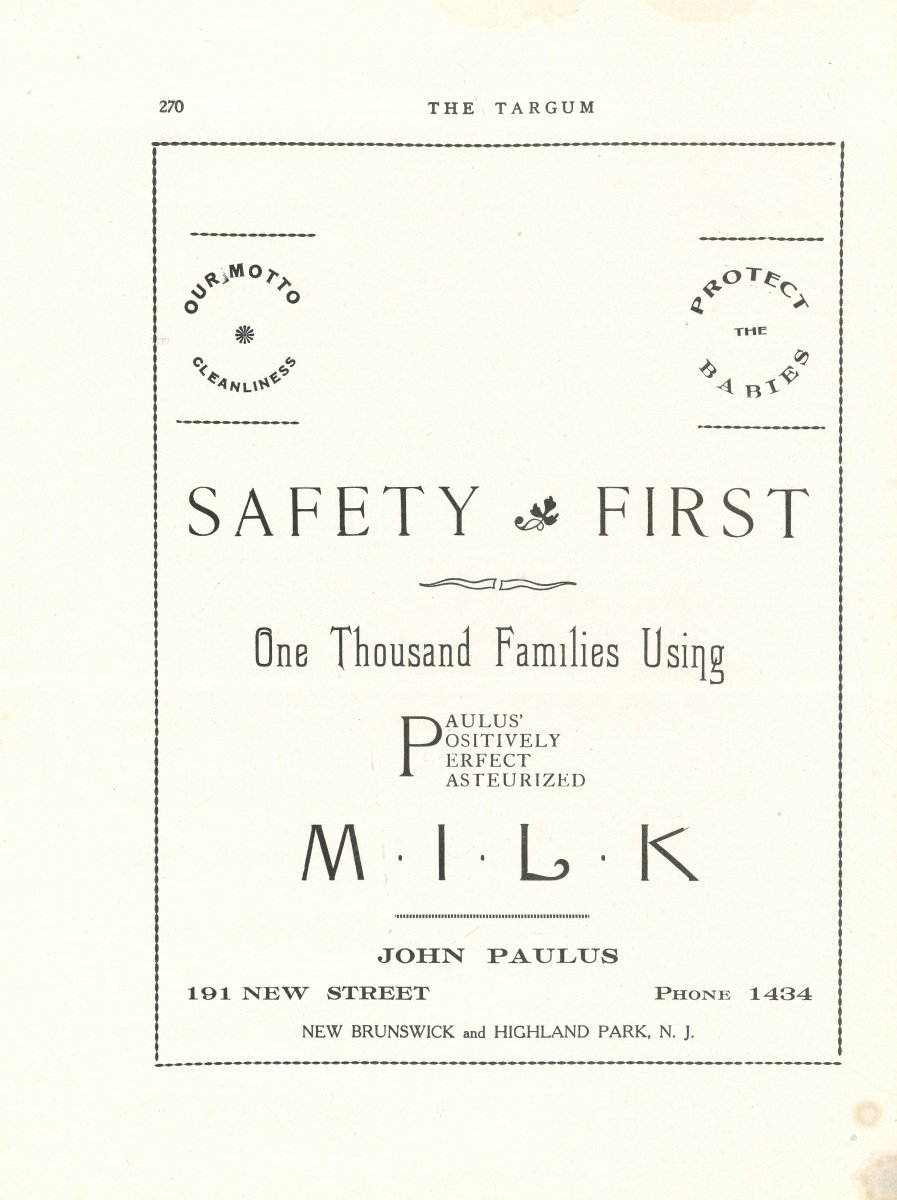 270
THE TARGUM
OUR MOTTO
CLEANLINESS
PROTECT
THE
BABIES
SAFETY FIRST
One Thousand Families Using
PAULUS'
POSITIVELY
PERFECT
PASTEURIZED
M·I·L·K
JOHN PAULUS
191 NEW STREET PHONE 1434
NEW BRUNSWICK and HIGHLAND PARK, N. J.